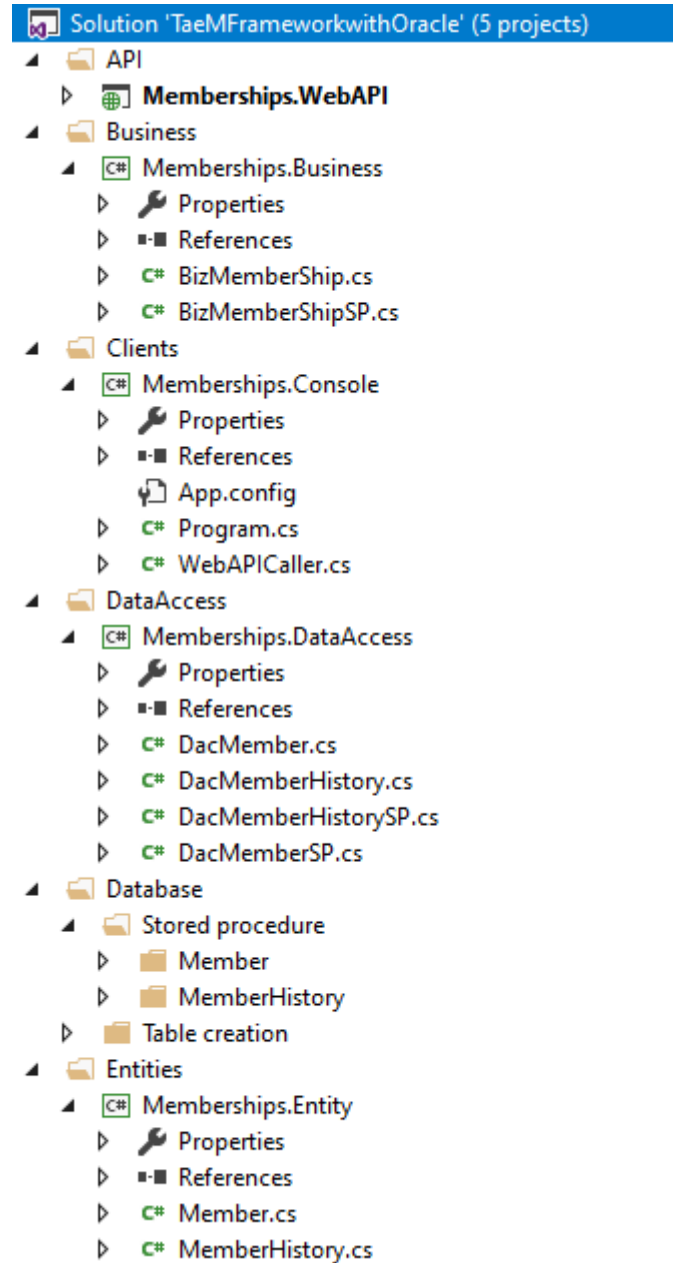 Solution 'TaeMFrameworkwithOracle' (5 projects)
API
Memberships.WebAPI
Business
C# Memberships.Business
Properties
References
C# BizMemberShip.cs
C# BizMemberShipSP.cs
Clients
C# Memberships.Console
Properties
References
App.config
C# Program.cs
C# WebAPICaller.cs
DataAccess
C# Memberships.DataAccess
Properties
References
C# DacMember.cs
C# DacMemberHistory.cs
C# DacMemberHistorySP.cs
C# DacMemberSP.cs
Database
Stored procedure
Member
MemberHistory
Table creation
Entities
C# Memberships.Entity
Properties
References
C# Member.cs
C# MemberHistory.cs